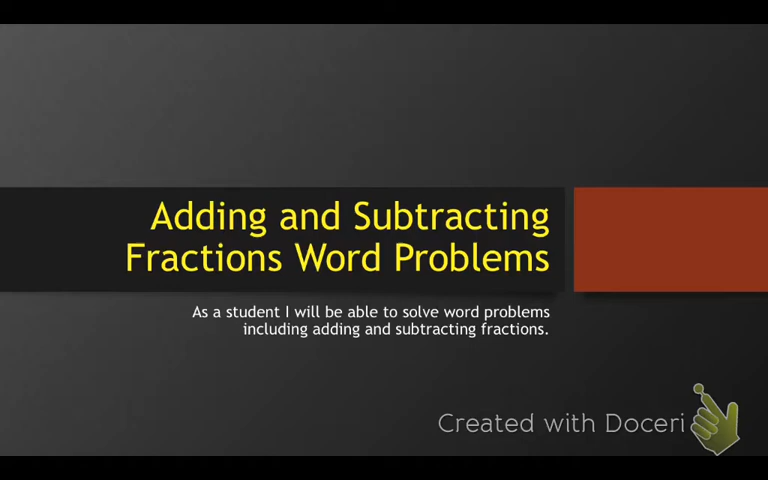 Adding and Subtracting
Fractions Word Problems
As a student I will be able to solve word problems
including adding and subtracting fractions.
Created with Doceri